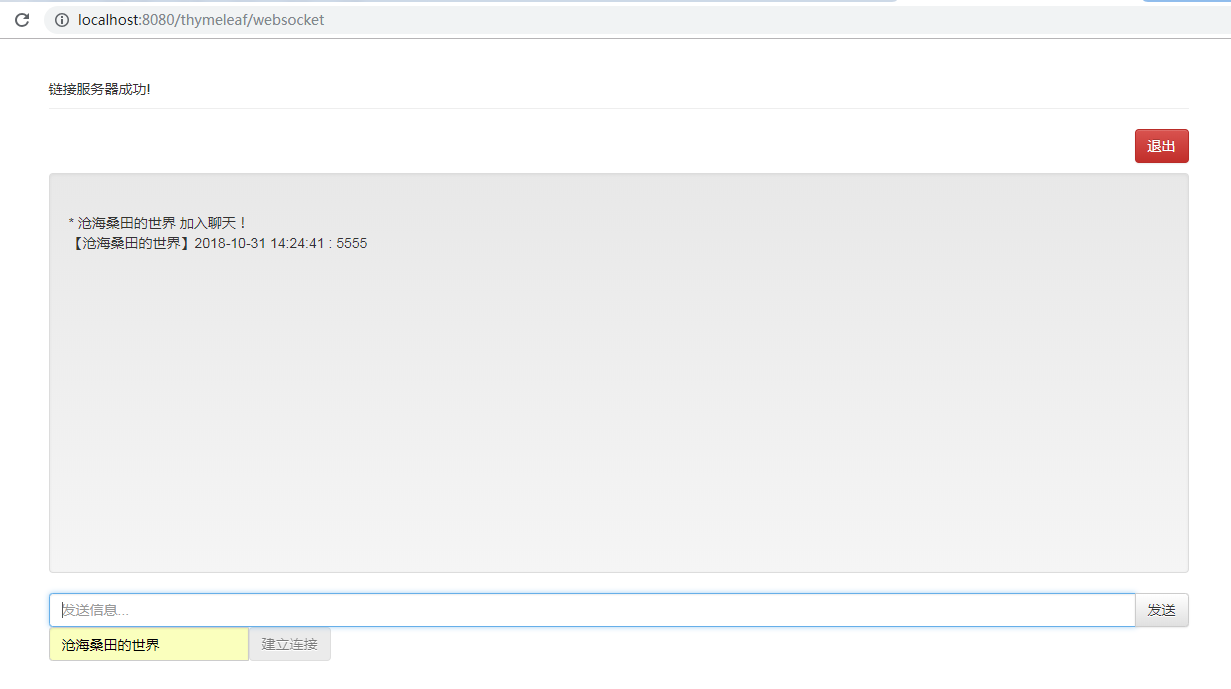 localhost:8080/thymeleaf/websocket
链接服务器成功!
退出
* 沧海桑田的世界 加入聊天！
【沧海桑田的世界】2018-10-31 14:24:41 : 5555
发送信息...
发送
沧海桑田的世界
建立连接